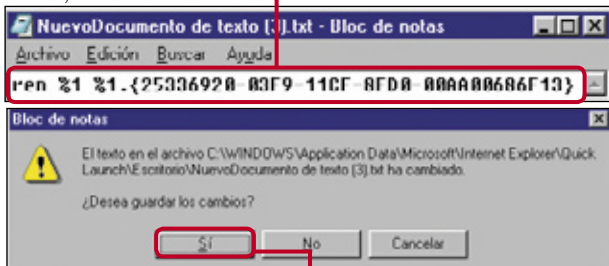 NuevoDocumento de texto (3).txt - Bloc de notas
Archivo Edición Buscar Ayuda
ren %1 %1.{25336920-03F9-11CF-8FD0-00AA00686F13}
Bloc de notas
El texto en el archivo C:\WINDOWS\Application Data\Microsoft\Internet Explorer\Quick
Launch\Escritorio\NuevoDocumento de texto (3).txt ha cambiado.
¿Desea guardar los cambios?
Sí No Cancelar